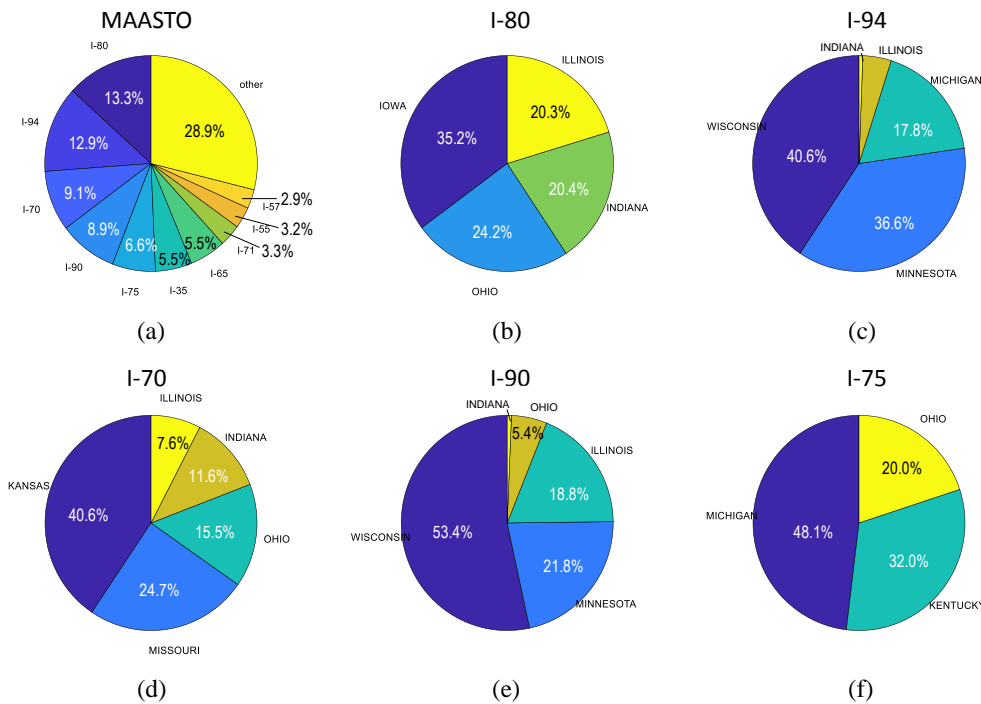 MAASTO
I-80
other
13.3%
28.9%
I-94
12.9%
9.1%
I-57
2.9%
I-70
8.9%
6.6%
5.5%
5.5%
I-55
3.2%
I-71
3.3%
I-90
I-65
I-75
I-35
(a)
I-80
ILLINOIS
IOWA
20.3%
35.2%
20.4%
INDIANA
24.2%
OHIO
(b)
I-94
INDIANA
ILLINOIS
MICHIGAN
WISCONSIN
17.8%
40.6%
36.6%
MINNESOTA
(c)
I-70
ILLINOIS
7.6%
INDIANA
11.6%
KANSAS
40.6%
15.5%
OHIO
24.7%
MISSOURI
(d)
I-90
INDIANA
OHIO
5.4%
ILLINOIS
18.8%
WISCONSIN
53.4%
21.8%
MINNESOTA
(e)
I-75
OHIO
20.0%
MICHIGAN
48.1%
32.0%
KENTUCKY
(f)